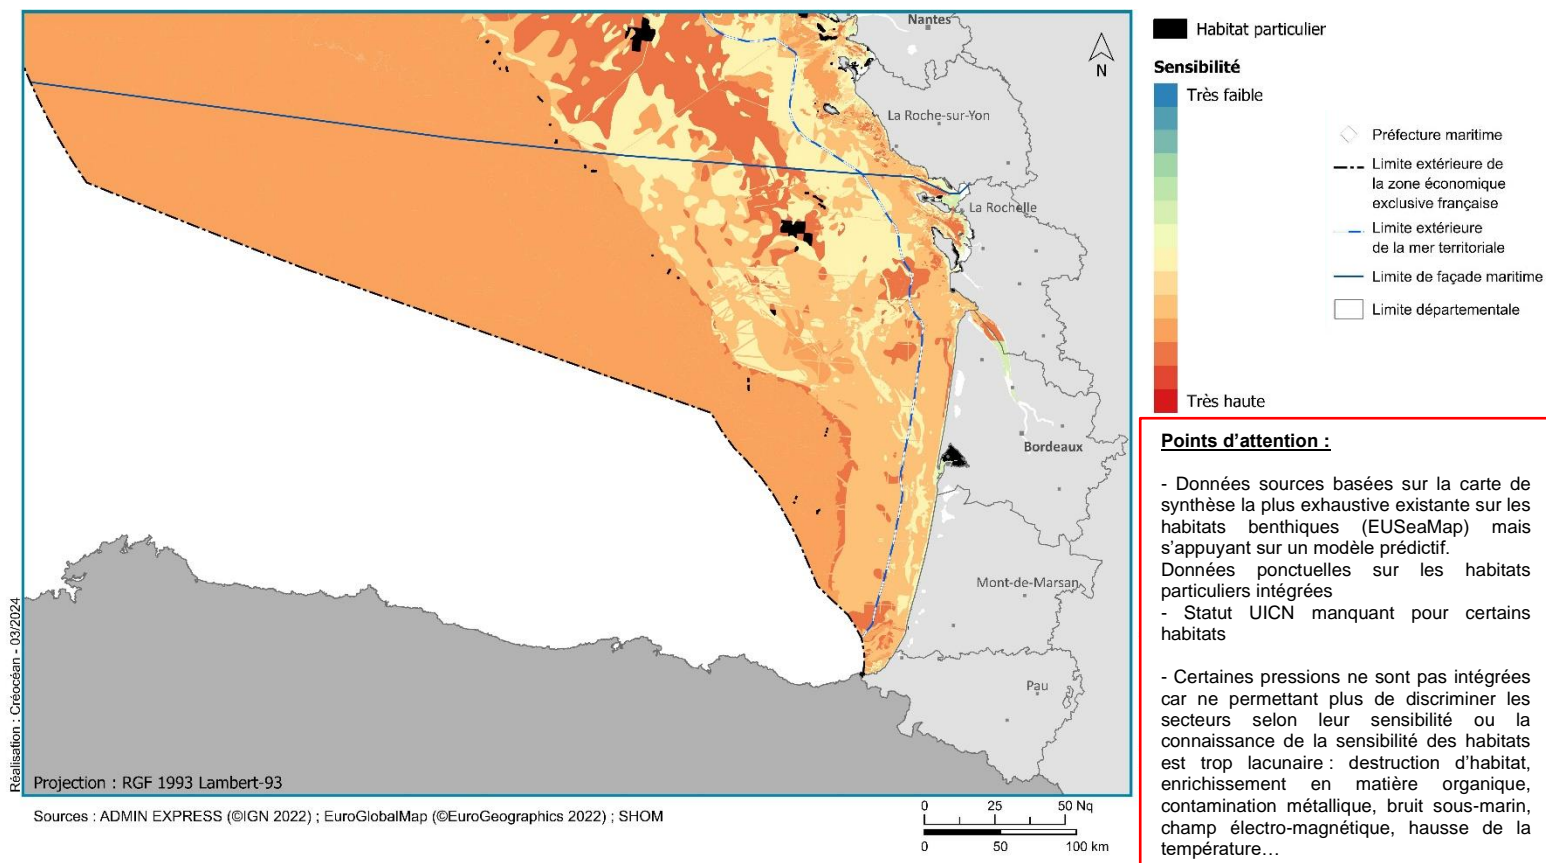 Nantes
La Roche-sur-Yon
La Rochelle
Bordeaux
Mont-de-Marsan
Pau
N
Réalisation : Créocéan - 03/2024
Projection : RGF 1993 Lambert-93
Sources : ADMIN EXPRESS (©IGN 2022) ; EuroGlobalMap (©EuroGeographics 2022) ; SHOM
0 25 50 Nq
0 50 100 km
Habitat particulier
Sensibilité
Très faible
Très haute
Préfecture maritime
Limite extérieure de
la zone économique
exclusive française
Limite extérieure
de la mer territoriale
Limite de façade maritime
Limite départementale
Points d'attention :
- Données sources basées sur la carte de
synthèse la plus exhaustive existante sur les
habitats benthiques (EUSeaMap) mais
s'appuyant sur un modèle prédictif.
Données ponctuelles sur les habitats
particuliers intégrées
- Statut UICN manquant pour certains
habitats
- Certaines pressions ne sont pas intégrées
car ne permettant plus de discriminer les
secteurs selon leur sensibilité ou la
connaissance de la sensibilité des habitats
est trop lacunaire : destruction d'habitat,
enrichissement en matière organique,
contamination métallique, bruit sous-marin,
champ électro-magnétique, hausse de la
température…